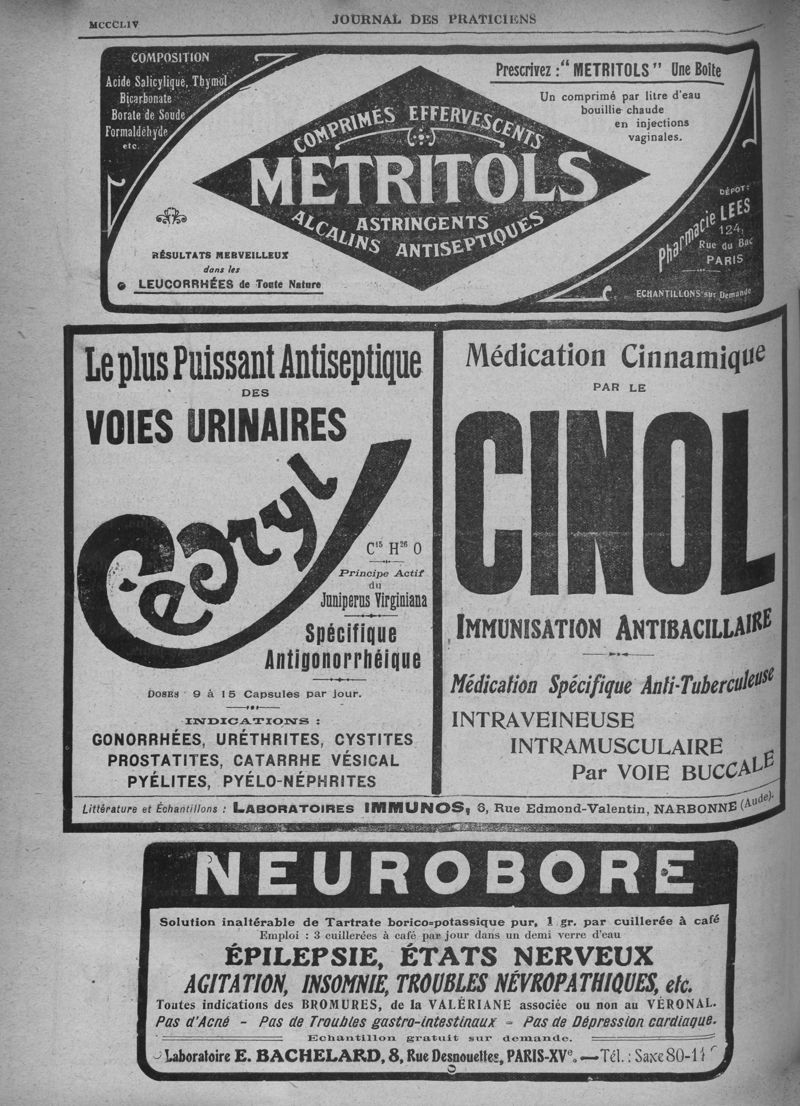 MCCCLIV
JOURNAL DES PRATICIENS
COMPOSITION
Acide Salicylique, Thymol
Bicarbonate
Borate de Soude
Formaldéhyde
etc.
Prescrivez : "METRITOLS" Une Boîte
Un comprimé par litre d'eau
bouillie chaude
en injections
vaginales.
COMPRIMÉS EFFERVESCENTS
METRITOLS
ASTRINGENTS
ALCALINS ANTISEPTIQUES
RÉSULTATS MERVEILLEUX
dans les
LEUCORRHÉES de Toute Nature
DÉPOT:
Pharmacie LEES
124,
Rue du Bac
PARIS
ECHANTILLONS sur Demande
Le plus Puissant Antiseptique
DES
VOIES URINAIRES
Cedryl
C¹⁵ H²⁶ O
Principe Actif
du
Juniperus Virginiana
Spécifique
Antigonorrhéique
DOSES 9 à 15 Capsules par jour.
INDICATIONS :
GONORRHÉES, URÉTHRITES, CYSTITES
PROSTATITES, CATARRHE VÉSICAL
PYÉLITES, PYÉLO-NÉPHRITES
Médication Cinnamique
PAR LE
CINOL
IMMUNISATION ANTIBACILLAIRE
Médication Spécifique Anti-Tuberculeuse
INTRAVEINEUSE
INTRAMUSCULAIRE
Par VOIE BUCCALE
Littérature et Échantillons : LABORATOIRES IMMUNOS, 6, Rue Edmond-Valentin, NARBONNE (Aude).
NEUROBORE
Solution inaltérable de Tartrate borico=potassique pur, 1 gr. par cuillerée à café
Emploi : 3 cuillerées à café par jour dans un demi verre d'eau
ÉPILEPSIE, ÉTATS NERVEUX
AGITATION, INSOMNIE, TROUBLES NÉVROPATHIQUES, etc.
Toutes indications des BROMURES, de la VALÉRIANE associée ou non au VÉRONAL.
Pas d'Acné - Pas de Troubles gastro-intestinaux - Pas de Dépression cardiaque.
Echantillon gratuit sur demande.
Laboratoire E. BACHELARD, 8, Rue Desnouettes, PARIS-XVᵉ. — Tél. : Saxe 80-11